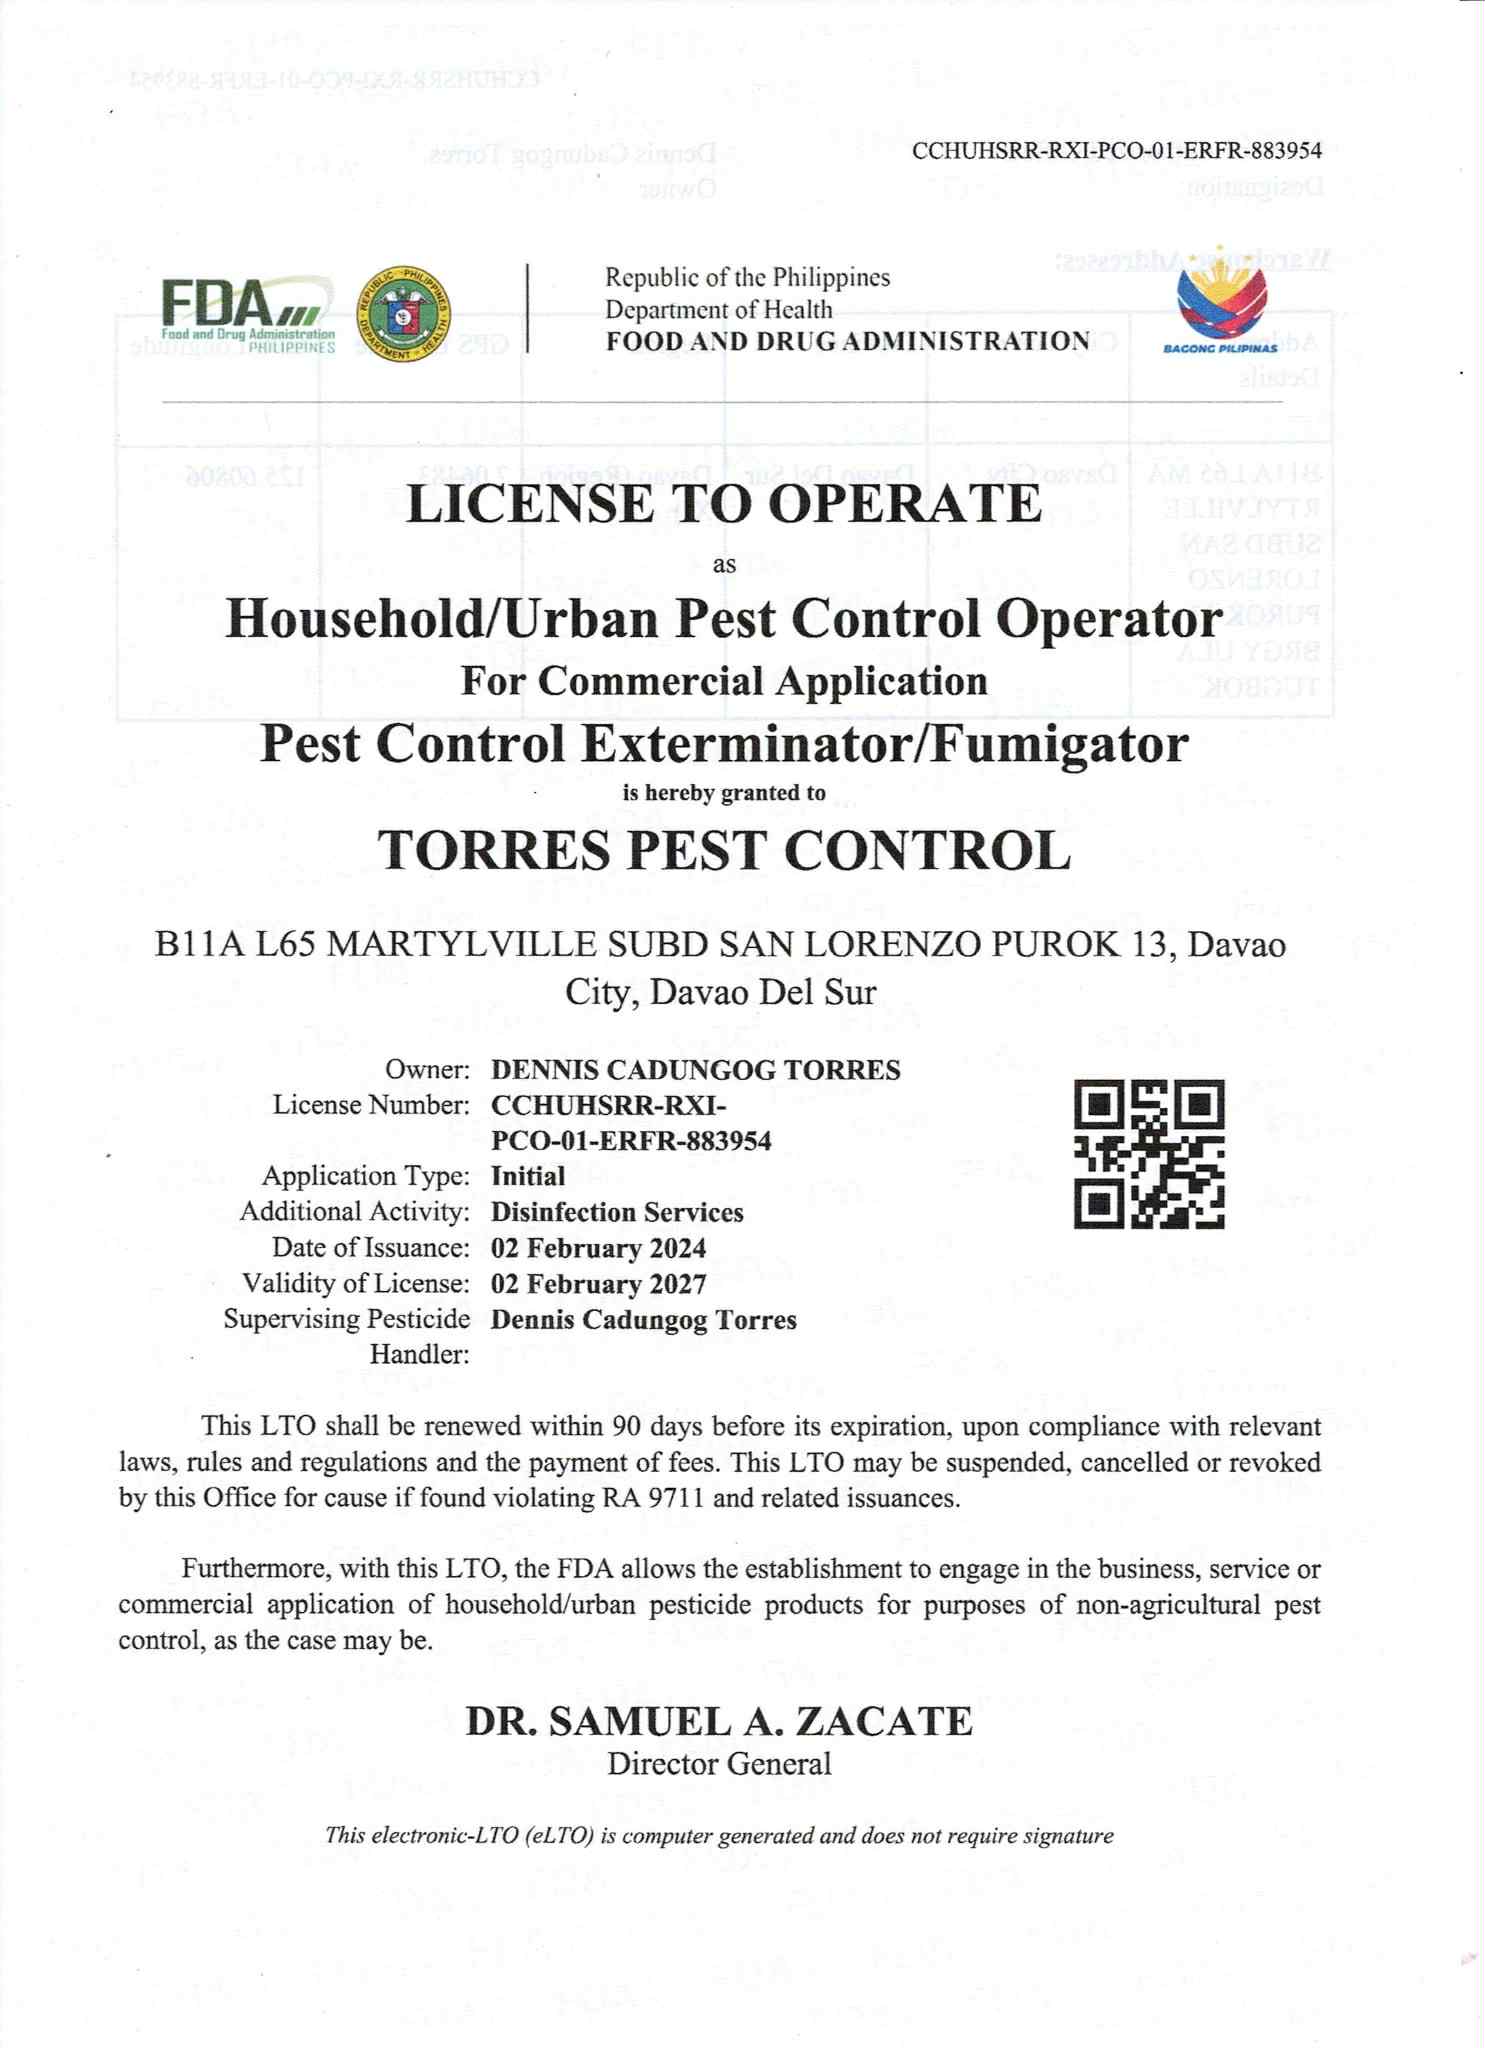 CCHUHSRR-RXI-PCO-01-ERFR-883954
FDA
Food and Drug Administration
PHILIPPINES
REPUBLIC PHILIPPINES
DEPARTMENT HEALTH
Republic of the Philippines
Department of Health
FOOD AND DRUG ADMINISTRATION
BAGONG PILIPINAS
LICENSE TO OPERATE
as
Household/Urban Pest Control Operator
For Commercial Application
Pest Control Exterminator/Fumigator
is hereby granted to
TORRES PEST CONTROL
B11A L65 MARTYLVILLE SUBD SAN LORENZO PUROK 13, Davao
City, Davao Del Sur
Owner: DENNIS CADUNGOG TORRES
License Number: CCHUHSRR-RXI-
PCO-01-ERFR-883954
Application Type: Initial
Additional Activity: Disinfection Services
Date of Issuance: 02 February 2024
Validity of License: 02 February 2027
Supervising Pesticide Dennis Cadungog Torres
Handler:
This LTO shall be renewed within 90 days before its expiration, upon compliance with relevant
laws, rules and regulations and the payment of fees. This LTO may be suspended, cancelled or revoked
by this Office for cause if found violating RA 9711 and related issuances.
Furthermore, with this LTO, the FDA allows the establishment to engage in the business, service or
commercial application of household/urban pesticide products for purposes of non-agricultural pest
control, as the case may be.
DR. SAMUEL A. ZACATE
Director General
This electronic-LTO (eLTO) is computer generated and does not require signature